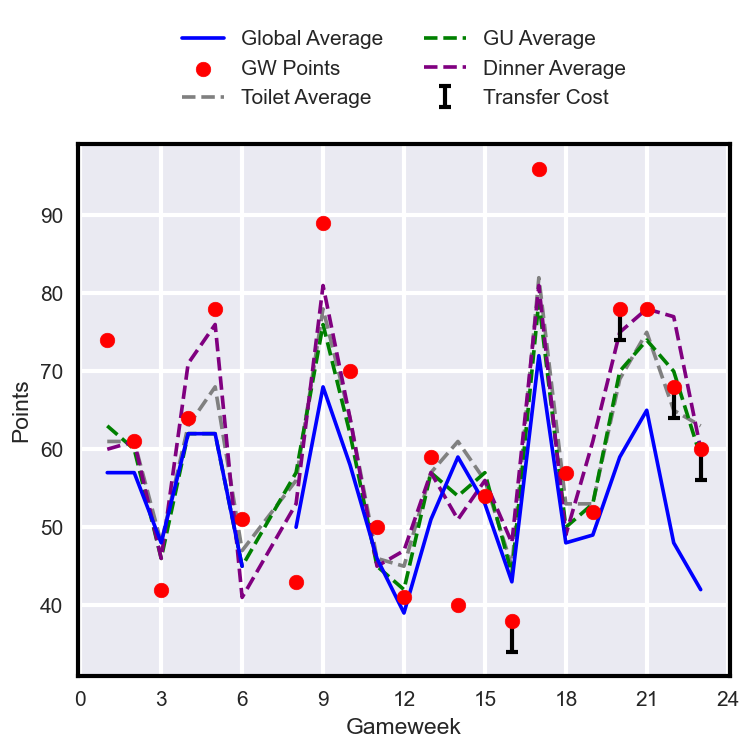 Global Average
GW Points
Toilet Average
GU Average
Dinner Average
Transfer Cost
Points
90
80
70
60
50
40
0 3 6 9 12 15 18 21 24
Gameweek